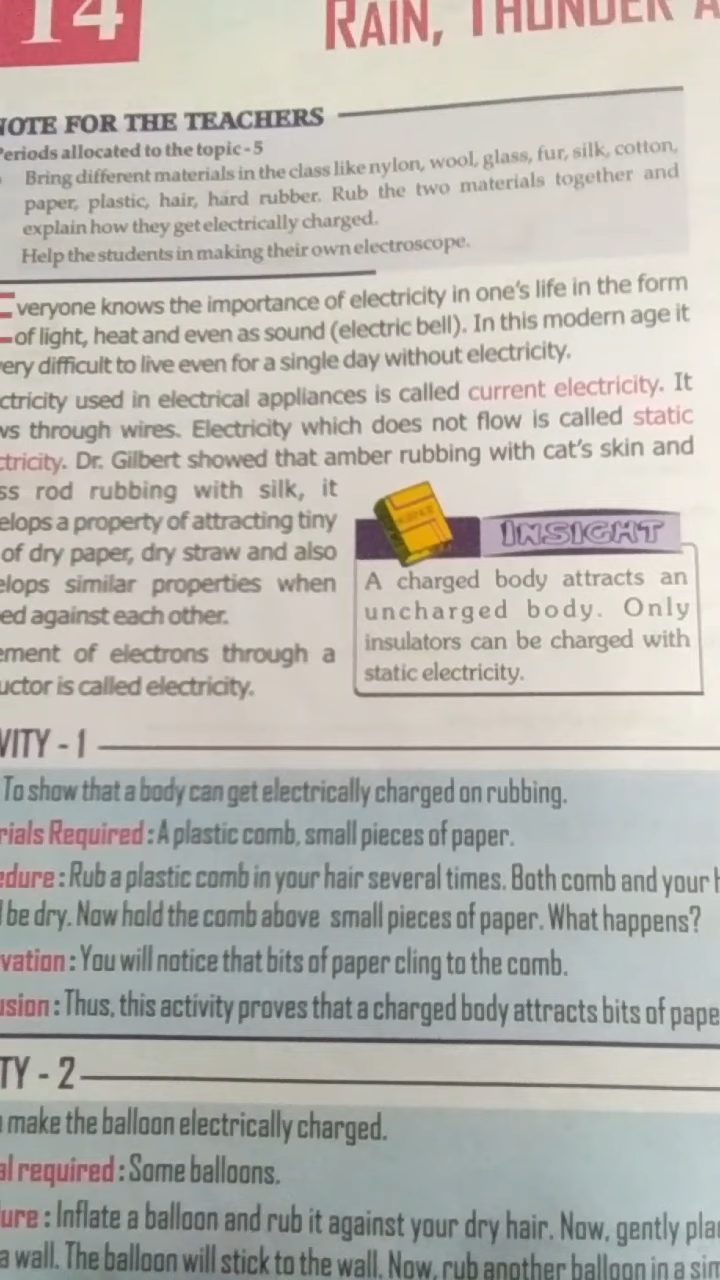 14
RAIN, THUNDER A
NOTE FOR THE TEACHERS
Periods allocated to the topic - 5
Bring different materials in the class like nylon, wool, glass, fur, silk, cotton,
paper, plastic, hair, hard rubber. Rub the two materials together and
explain how they get electrically charged.
Help the students in making their own electroscope.
Everyone knows the importance of electricity in one's life in the form
of light, heat and even as sound (electric bell). In this modern age it
ery difficult to live even for a single day without electricity.
ctricity used in electrical appliances is called current electricity. It
ws through wires. Electricity which does not flow is called static
ctricity. Dr. Gilbert showed that amber rubbing with cat's skin and
ss rod rubbing with silk, it
elops a property of attracting tiny
of dry paper, dry straw and also
elops similar properties when
ed against each other.
ement of electrons through a
uctor is called electricity.
INSIGHT
A charged body attracts an
uncharged body. Only
insulators can be charged with
static electricity.
VITY - 1
To show that a body can get electrically charged on rubbing.
rials Required : A plastic comb, small pieces of paper.
edure : Rub a plastic comb in your hair several times. Both comb and your h
l be dry. Now hold the comb above small pieces of paper. What happens?
vation : You will notice that bits of paper cling to the comb.
usion : Thus, this activity proves that a charged body attracts bits of pape
TY - 2
make the balloon electrically charged.
al required : Some balloons.
ure : Inflate a balloon and rub it against your dry hair. Now, gently pla
a wall. The balloon will stick to the wall. Now, rub another balloon in a sim